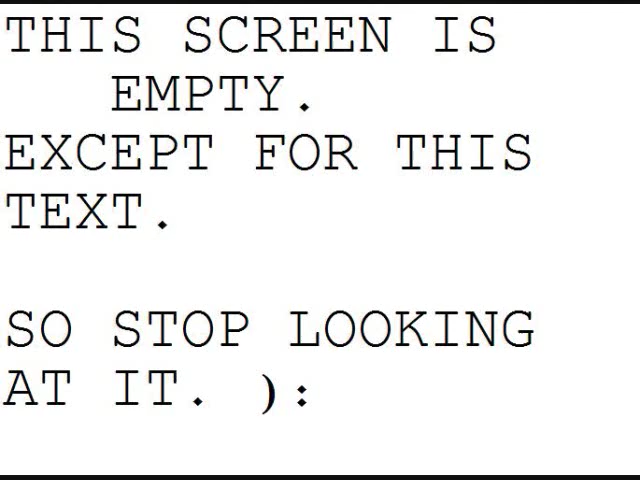 THIS SCREEN IS
EMPTY.
EXCEPT FOR THIS
TEXT.
SO STOP LOOKING
AT IT. ):